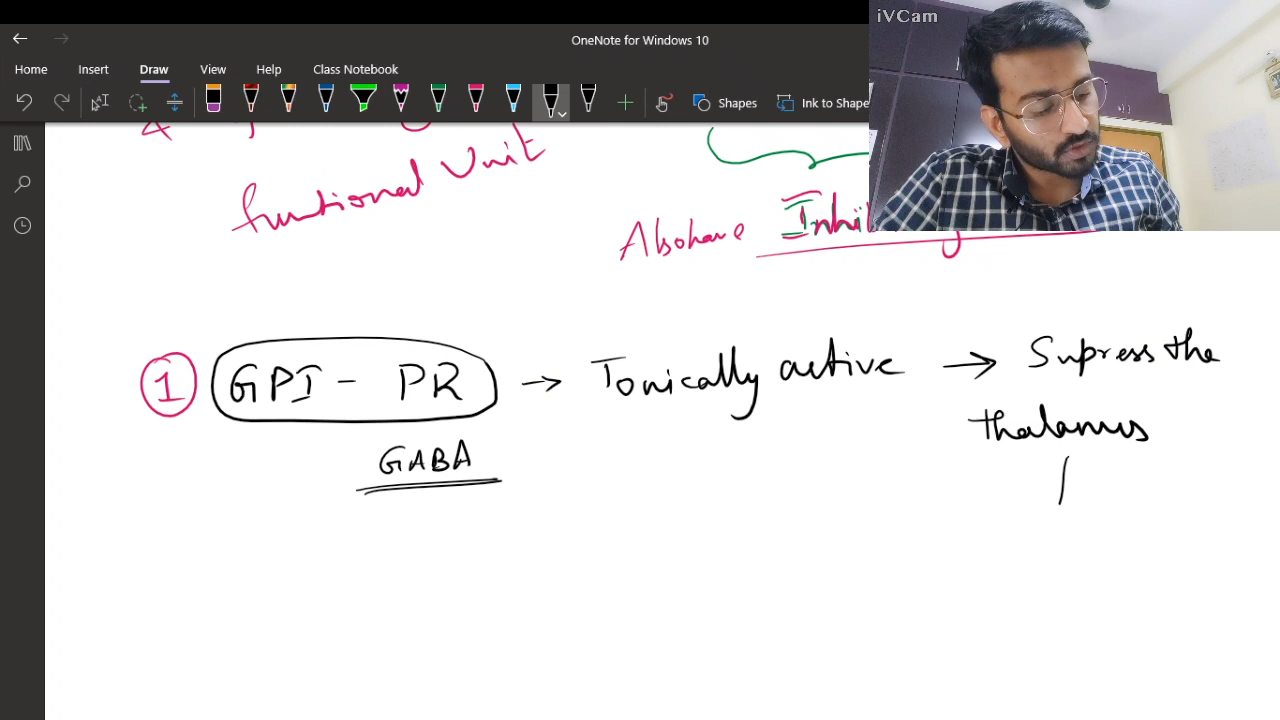 iVCam
OneNote for Windows 10
Home Insert Draw View Help Class Notebook
Shapes Ink to Shape
functional Unit
① GPI - PR → Tonically active → Supress the
thalamus
GABA